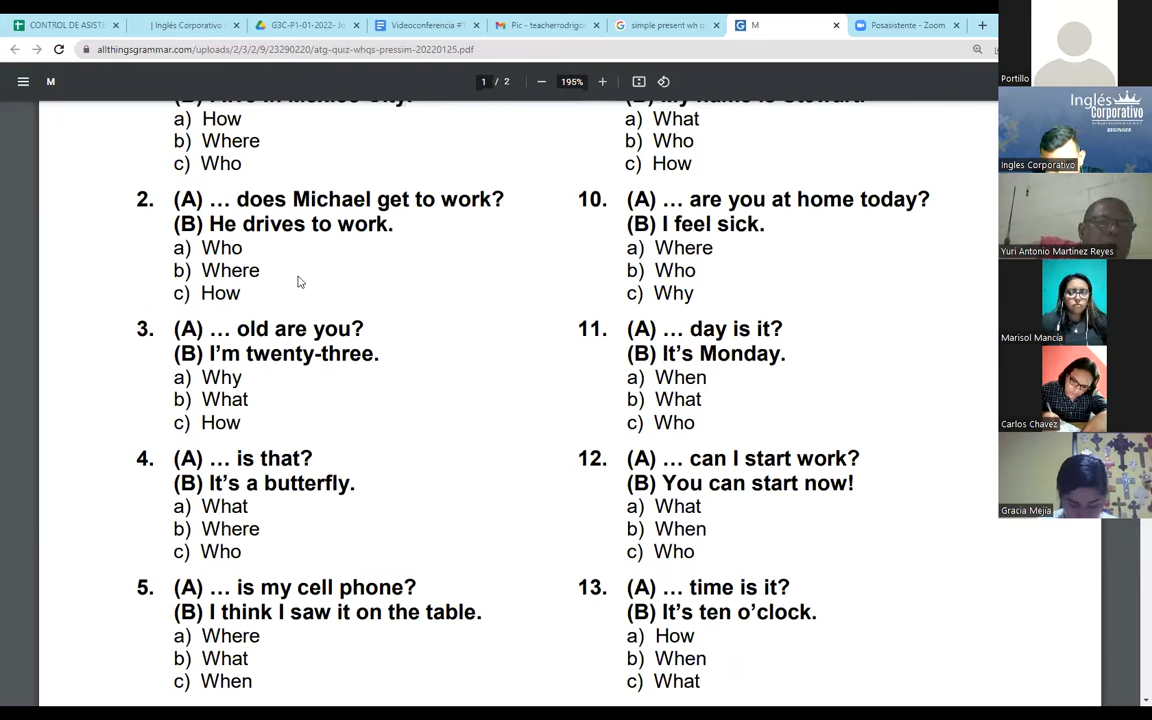 CONTROL DE ASISTE
Inglés Corporativo
G3C-P1-01-2022- Jo
Videoconferencia #1
Pic - teacherrodrigo
simple present wh q
M
Posasistente - Zoom
allthingsgrammar.com/uploads/2/3/2/9/23290220/atg-quiz-whqs-pressim-20220125.pdf
M
1 / 2
195%
a) How
b) Where
c) Who
2. (A) … does Michael get to work?
(B) He drives to work.
a) Who
b) Where
c) How
3. (A) … old are you?
(B) I'm twenty-three.
a) Why
b) What
c) How
4. (A) … is that?
(B) It's a butterfly.
a) What
b) Where
c) Who
5. (A) … is my cell phone?
(B) I think I saw it on the table.
a) Where
b) What
c) When
a) What
b) Who
c) How
10. (A) … are you at home today?
(B) I feel sick.
a) Where
b) Who
c) Why
11. (A) … day is it?
(B) It's Monday.
a) When
b) What
c) Who
12. (A) … can I start work?
(B) You can start now!
a) What
b) When
c) Who
13. (A) … time is it?
(B) It's ten o'clock.
a) How
b) When
c) What
Portillo
Inglés
Corporativo
BEGINNER
Ingles Corporativo
Yuri Antonio Martinez Reyes
Marisol Mancía
Carlos Chavez
Gracia Mejía